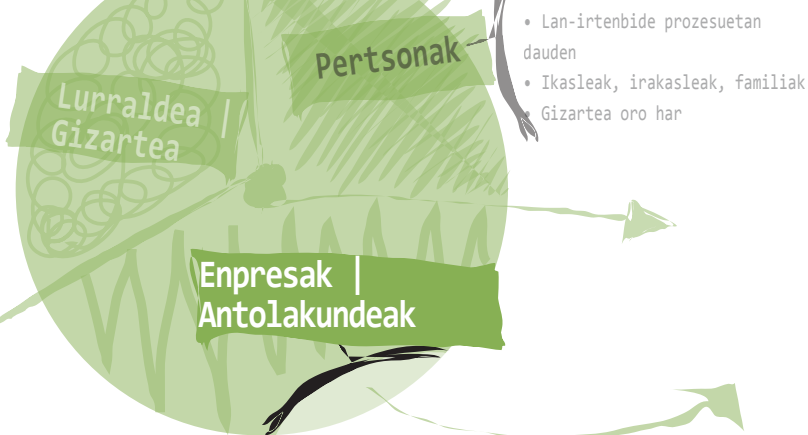 • Lan-irtenbide prozesuetan
dauden
• Ikasleak, irakasleak, familiak
• Gizartea oro har
Pertsonak
Lurraldea |
Gizartea
Enpresak |
Antolakundeak